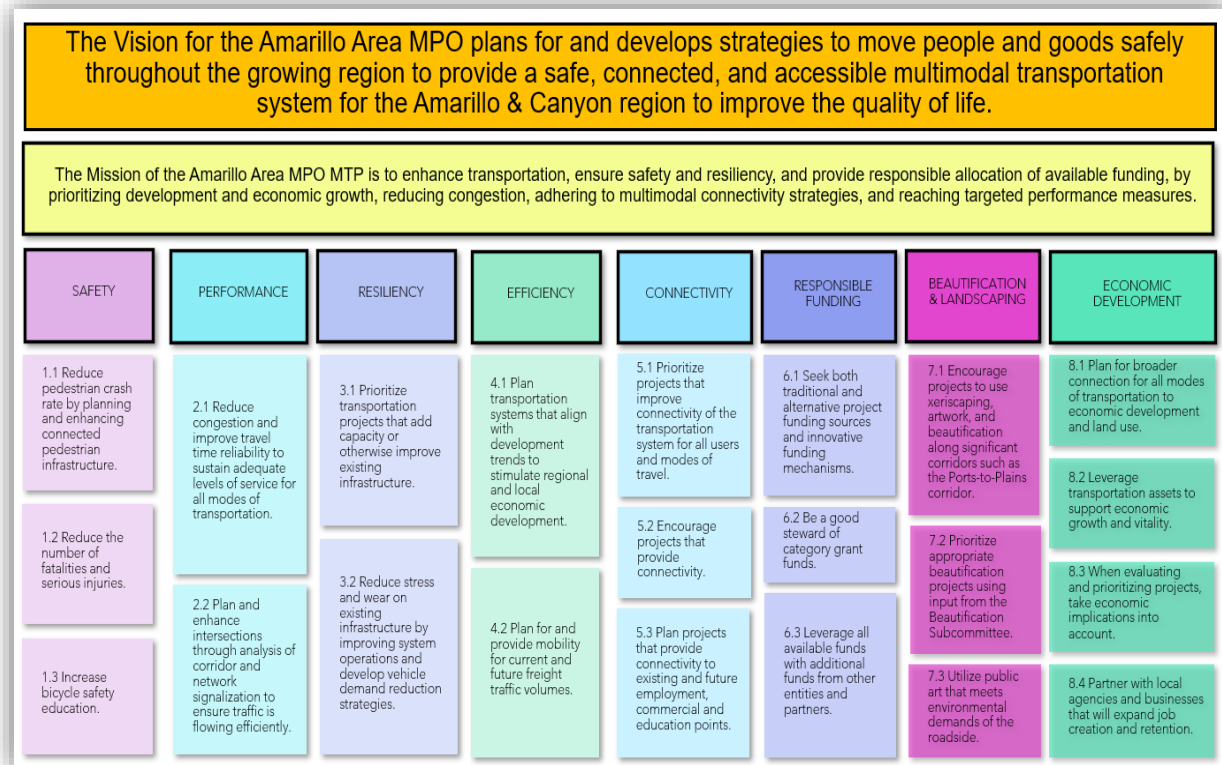 The Vision for the Amarillo Area MPO plans for and develops strategies to move people and goods safely
throughout the growing region to provide a safe, connected, and accessible multimodal transportation
system for the Amarillo & Canyon region to improve the quality of life.
The Mission of the Amarillo Area MPO MTP is to enhance transportation, ensure safety and resiliency, and provide responsible allocation of available funding, by
prioritizing development and economic growth, reducing congestion, adhering to multimodal connectivity strategies, and reaching targeted performance measures.
SAFETY
1.1 Reduce
pedestrian crash
rate by planning
and enhancing
connected
pedestrian
infrastructure.
1.2 Reduce the
number of
fatalities and
serious injuries.
1.3 Increase
bicycle safety
education.
PERFORMANCE
2.1 Reduce
congestion and
improve travel
time reliability to
sustain adequate
levels of service for
all modes of
transportation.
2.2 Plan and
enhance
intersections
through analysis of
corridor and
network
signalization to
ensure traffic is
flowing efficiently.
RESILIENCY
3.1 Prioritize
transportation
projects that add
capacity or
otherwise improve
existing
infrastructure.
3.2 Reduce stress
and wear on
existing
infrastructure by
improving system
operations and
develop vehicle
demand reduction
strategies.
EFFICIENCY
4.1 Plan
transportation
systems that align
with
development
trends to
stimulate regional
and local
economic
development.
4.2 Plan for and
provide mobility
for current and
future freight
traffic volumes.
CONNECTIVITY
5.1 Prioritize
projects that
improve
connectivity of the
transportation
system for all users
and modes of
travel.
5.2 Encourage
projects that
provide
connectivity.
5.3 Plan projects
that provide
connectivity to
existing and future
employment,
commercial and
education points.
RESPONSIBLE
FUNDING
6.1 Seek both
traditional and
alternative project
funding sources
and innovative
funding
mechanisms.
6.2 Be a good
steward of
category grant
funds.
6.3 Leverage all
available funds
with additional
funds from other
entities and
partners.
BEAUTIFICATION
& LANDSCAPING
7.1 Encourage
projects to use
xeriscaping,
artwork, and
beautification
along significant
corridors such as
the Ports-to-Plains
corridor.
7.2 Prioritize
appropriate
beautification
projects using
input from the
Beautification
Subcommittee.
7.3 Utilize public
art that meets
environmental
demands of the
roadside.
ECONOMIC
DEVELOPMENT
8.1 Plan for broader
connection for all modes
of transportation to
economic development
and land use.
8.2 Leverage
transportation assets to
support economic
growth and vitality.
8.3 When evaluating
and prioritizing projects,
take economic
implications into
account.
8.4 Partner with local
agencies and businesses
that will expand job
creation and retention.